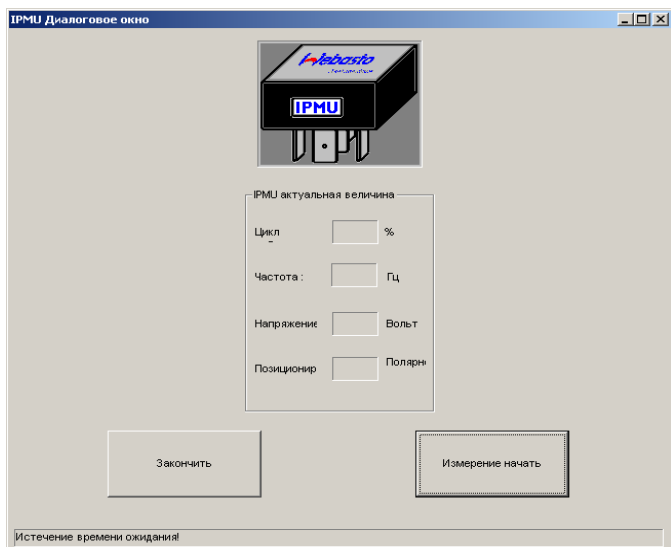 IPMU Диалоговое окно
Webasto
IPMU
IPMU актуальная величина
Цикл %
Частота : Гц
Напряжение Вольт
Позиционир Полярно
Закончить
Измерение начать
Истечение времени ожидания!